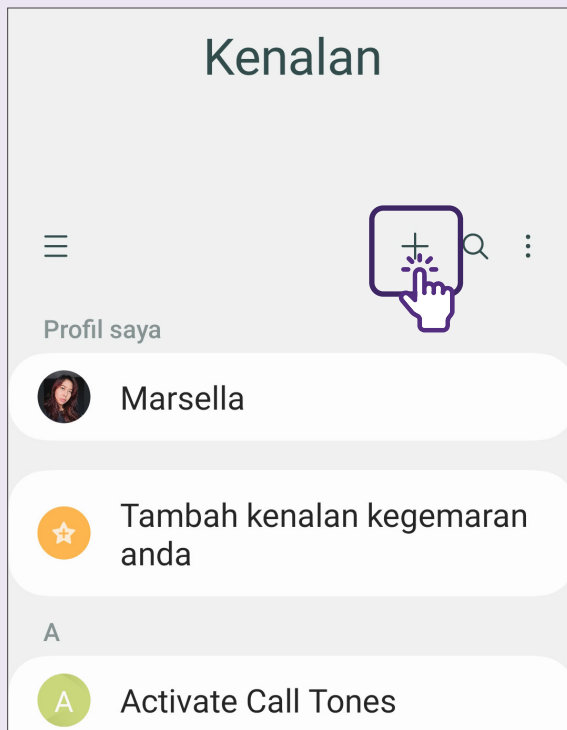 Kenalan
Profil saya
Marsella
Tambah kenalan kegemaran
anda
A
A
Activate Call Tones